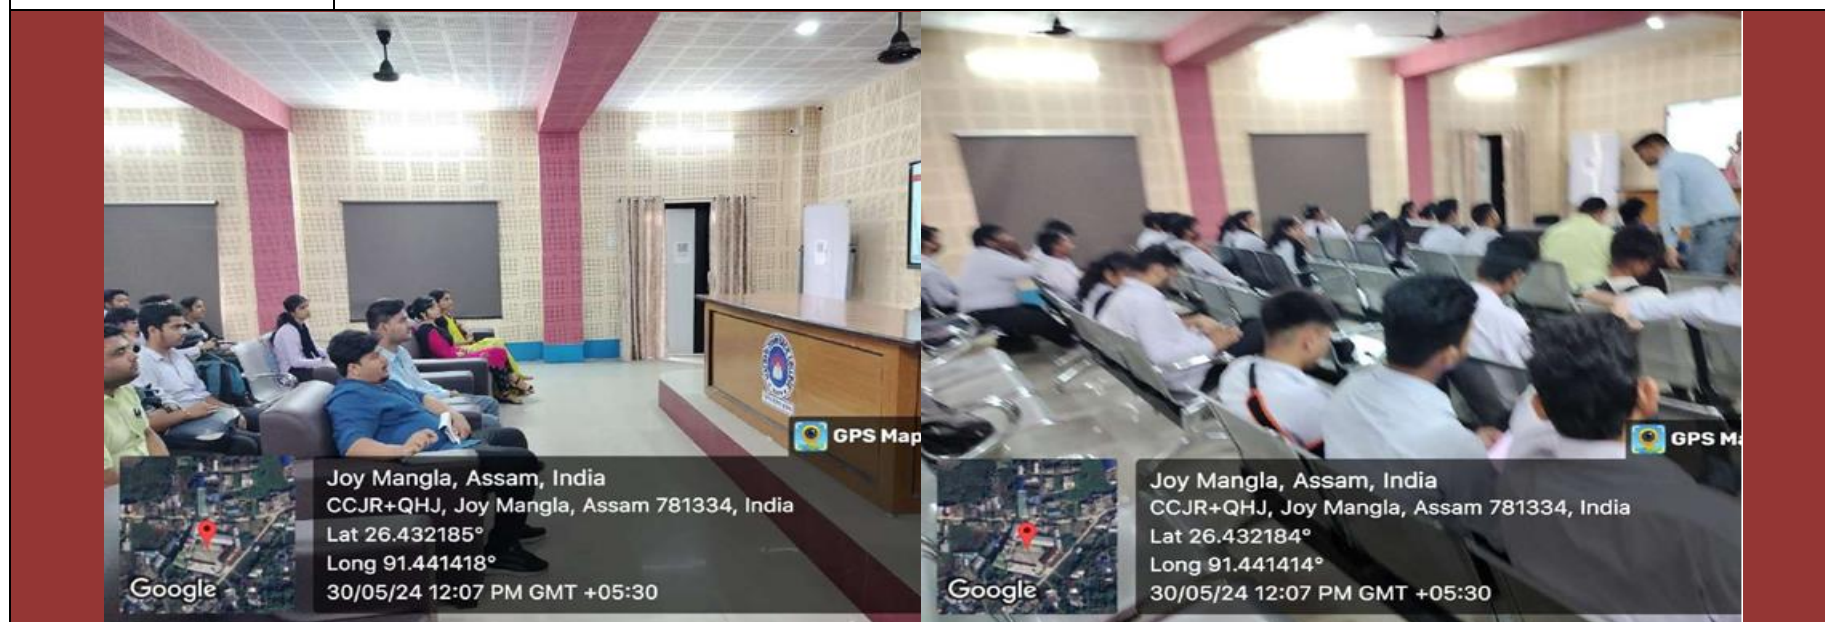 GPS Map
Joy Mangla, Assam, India
CCJR+QHJ, Joy Mangla, Assam 781334, India
Lat 26.432185°
Long 91.441418°
30/05/24 12:07 PM GMT +05:30
Google
GPS Ma
Joy Mangla, Assam, India
CCJR+QHJ, Joy Mangla, Assam 781334, India
Lat 26.432184°
Long 91.441414°
30/05/24 12:07 PM GMT +05:30
Google